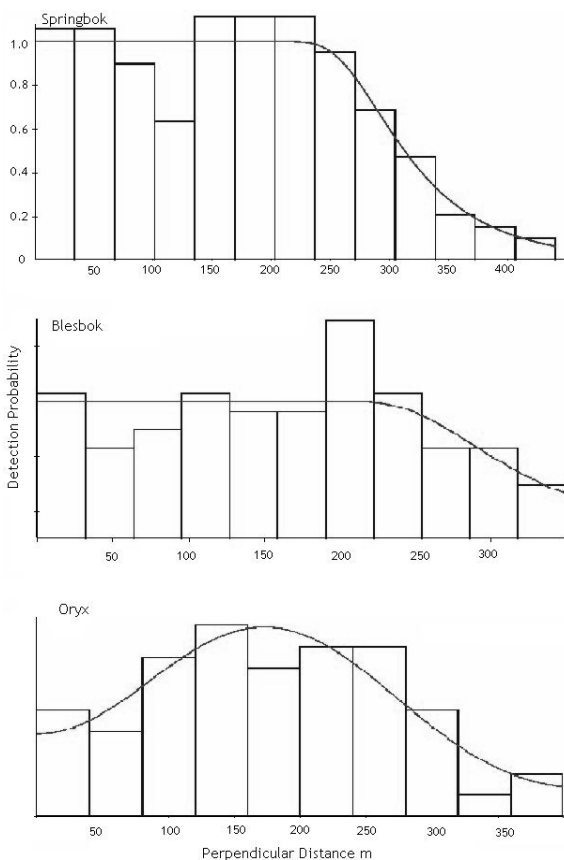 Springbok
1.0
0.8
0.6
0.4
0.2
0
50 100 150 200 250 300 350 400
Blesbok
Detection Probability
50 100 150 200 250 300
Oryx
50 100 150 200 250 300 350
Perpendicular Distance m